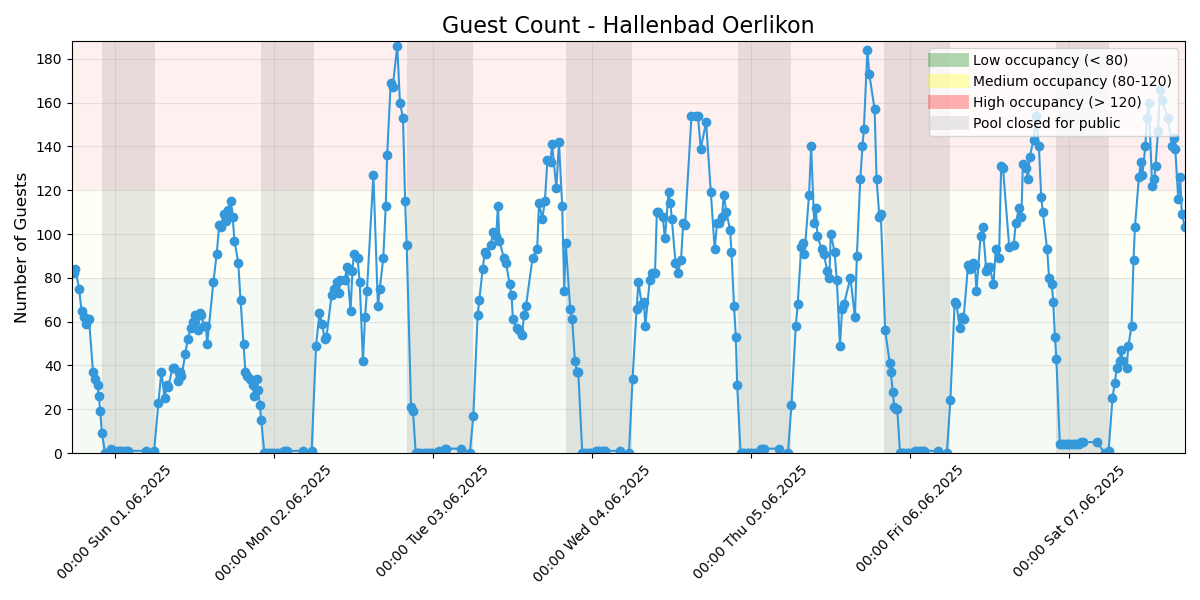 Guest Count - Hallenbad Oerlikon
Number of Guests
180
160
140
120
100
80
60
40
20
0
Low occupancy (< 80)
Medium occupancy (80-120)
High occupancy (> 120)
Pool closed for public
00:00 Sun 01.06.2025
00:00 Mon 02.06.2025
00:00 Tue 03.06.2025
00:00 Wed 04.06.2025
00:00 Thu 05.06.2025
00:00 Fri 06.06.2025
00:00 Sat 07.06.2025